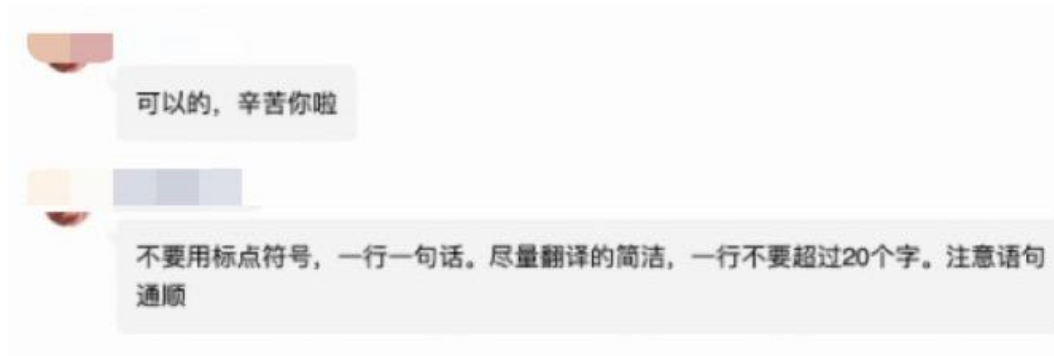 可以的，辛苦你啦
不要用标点符号，一行一句话。尽量翻译的简洁，一行不要超过20个字。注意语句
通顺